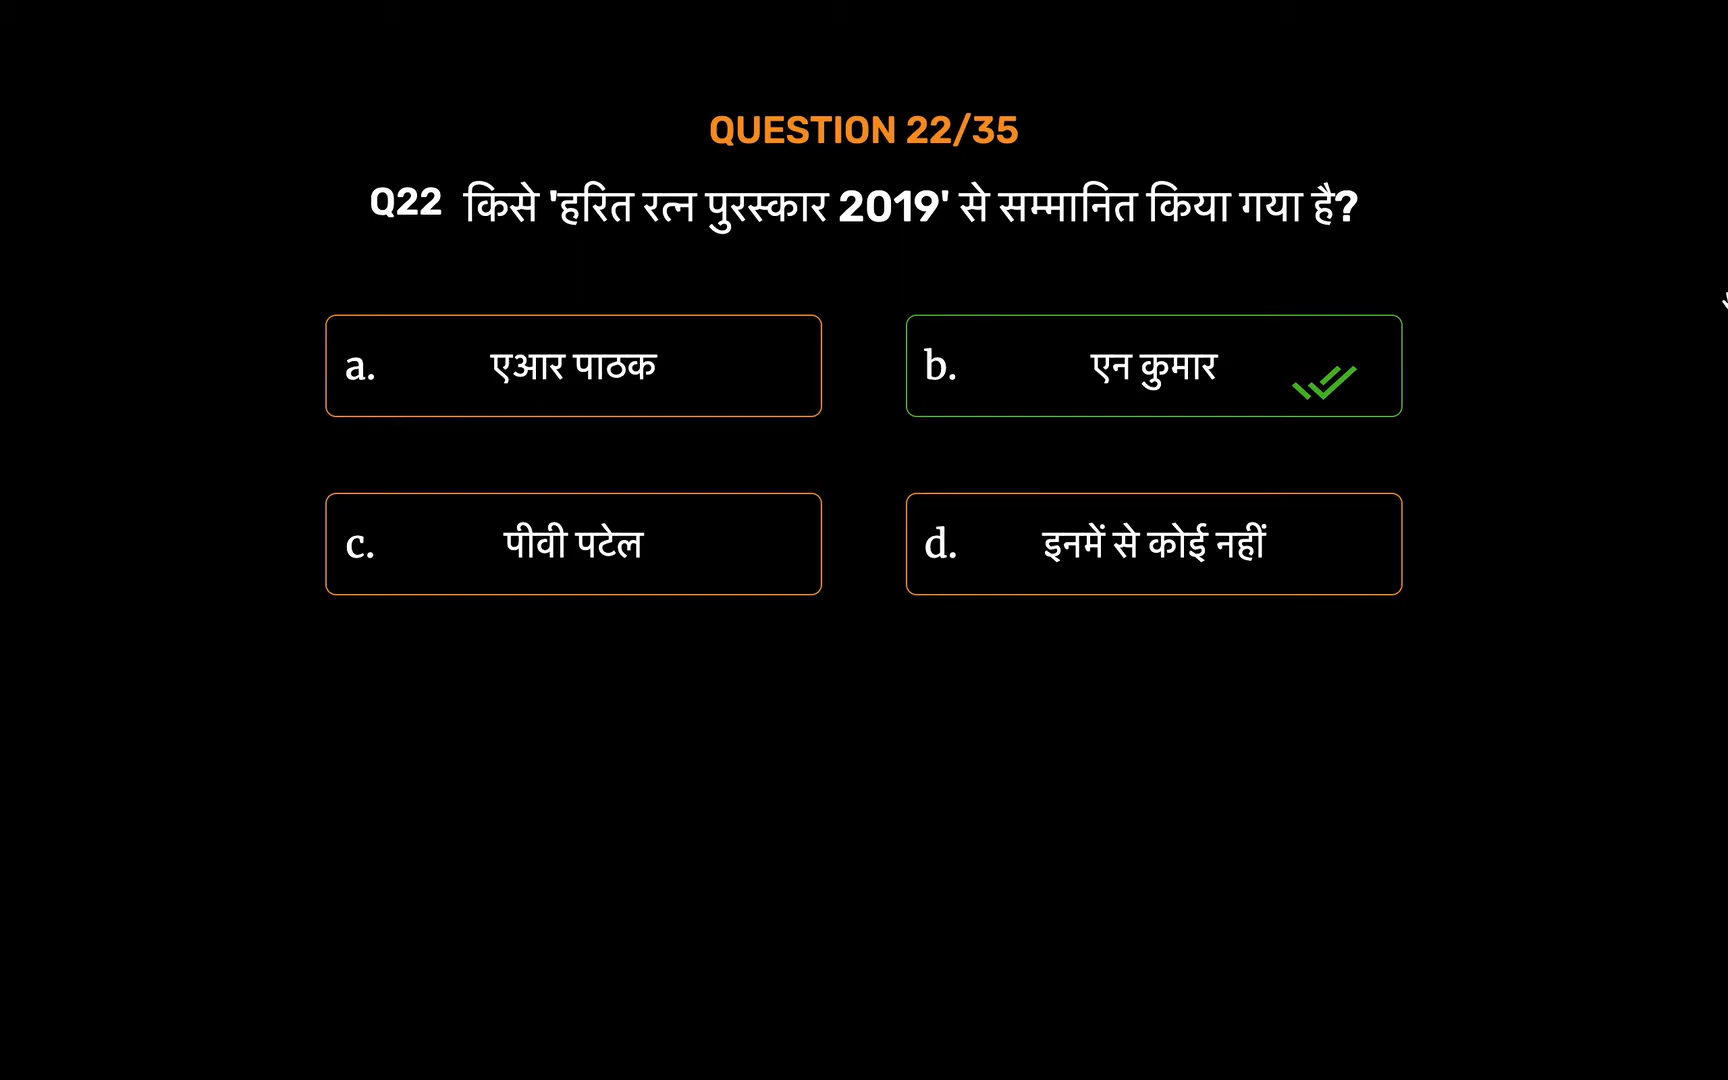 QUESTION 22/35
Q22 किसे 'हरित रत्न पुरस्कार 2019' से सम्मानित किया गया है?
a. एआर पाठक
b. एन कुमार
c. पीवी पटेल
d. इनमें से कोई नहीं